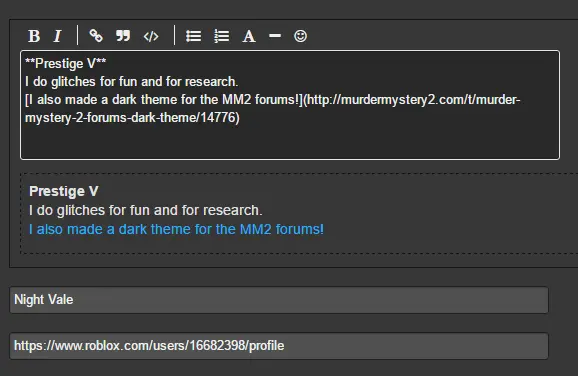 B I A
**Prestige V**
I do glitches for fun and for research.
[I also made a dark theme for the MM2 forums!](http://murdermystery2.com/t/murder-
mystery-2-forums-dark-theme/14776)
Prestige V
I do glitches for fun and for research.
I also made a dark theme for the MM2 forums!
Night Vale
https://www.roblox.com/users/16682398/profile